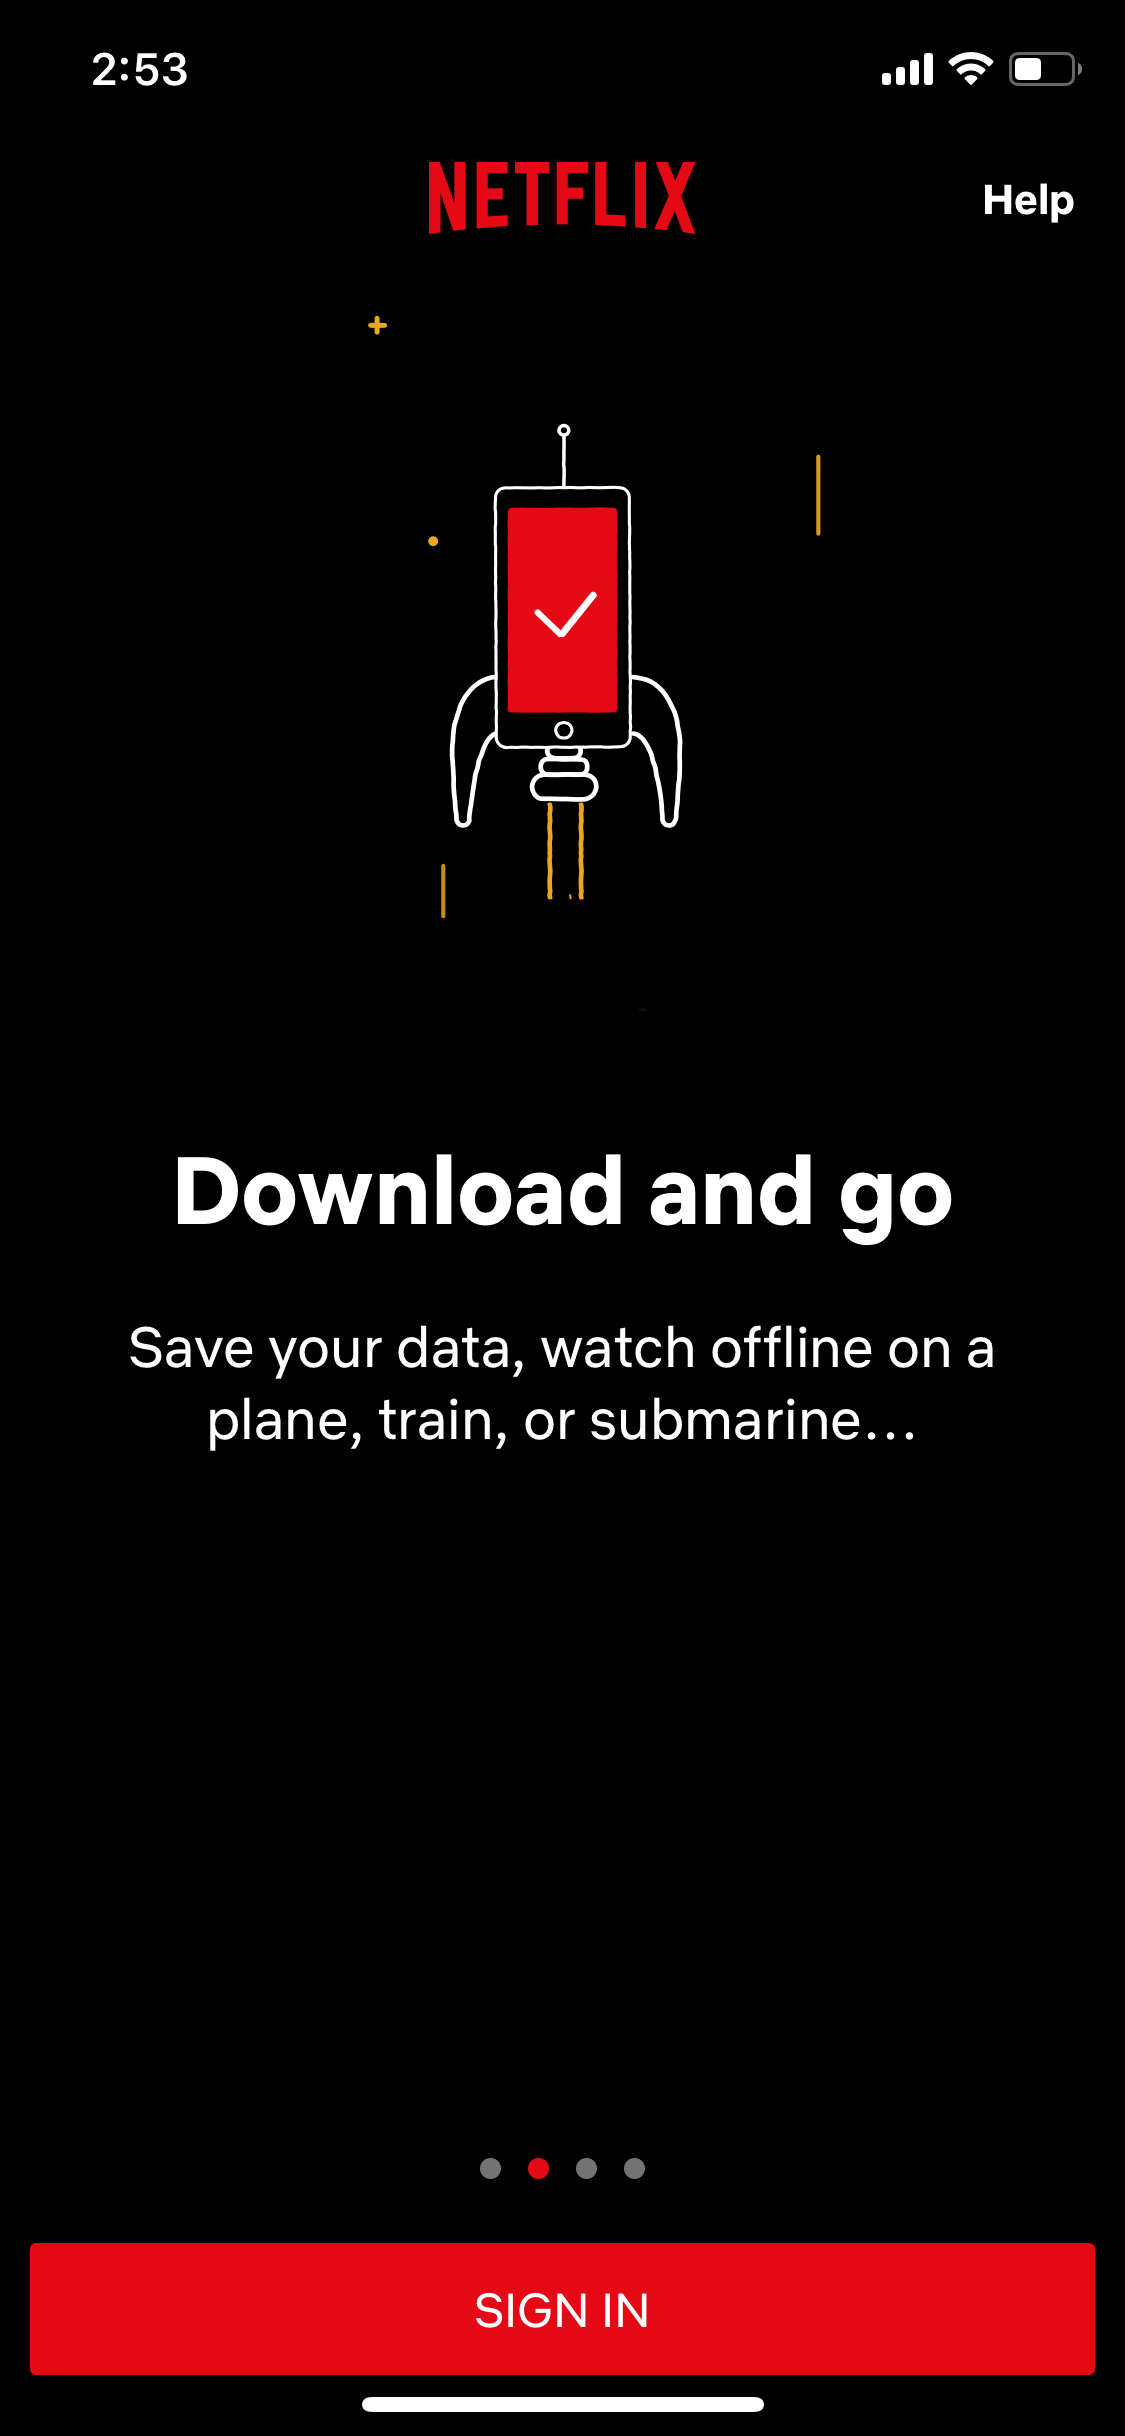 2:53
NETFLIX
Help
Download and go
Save your data, watch offline on a
plane, train, or submarine...
SIGN IN